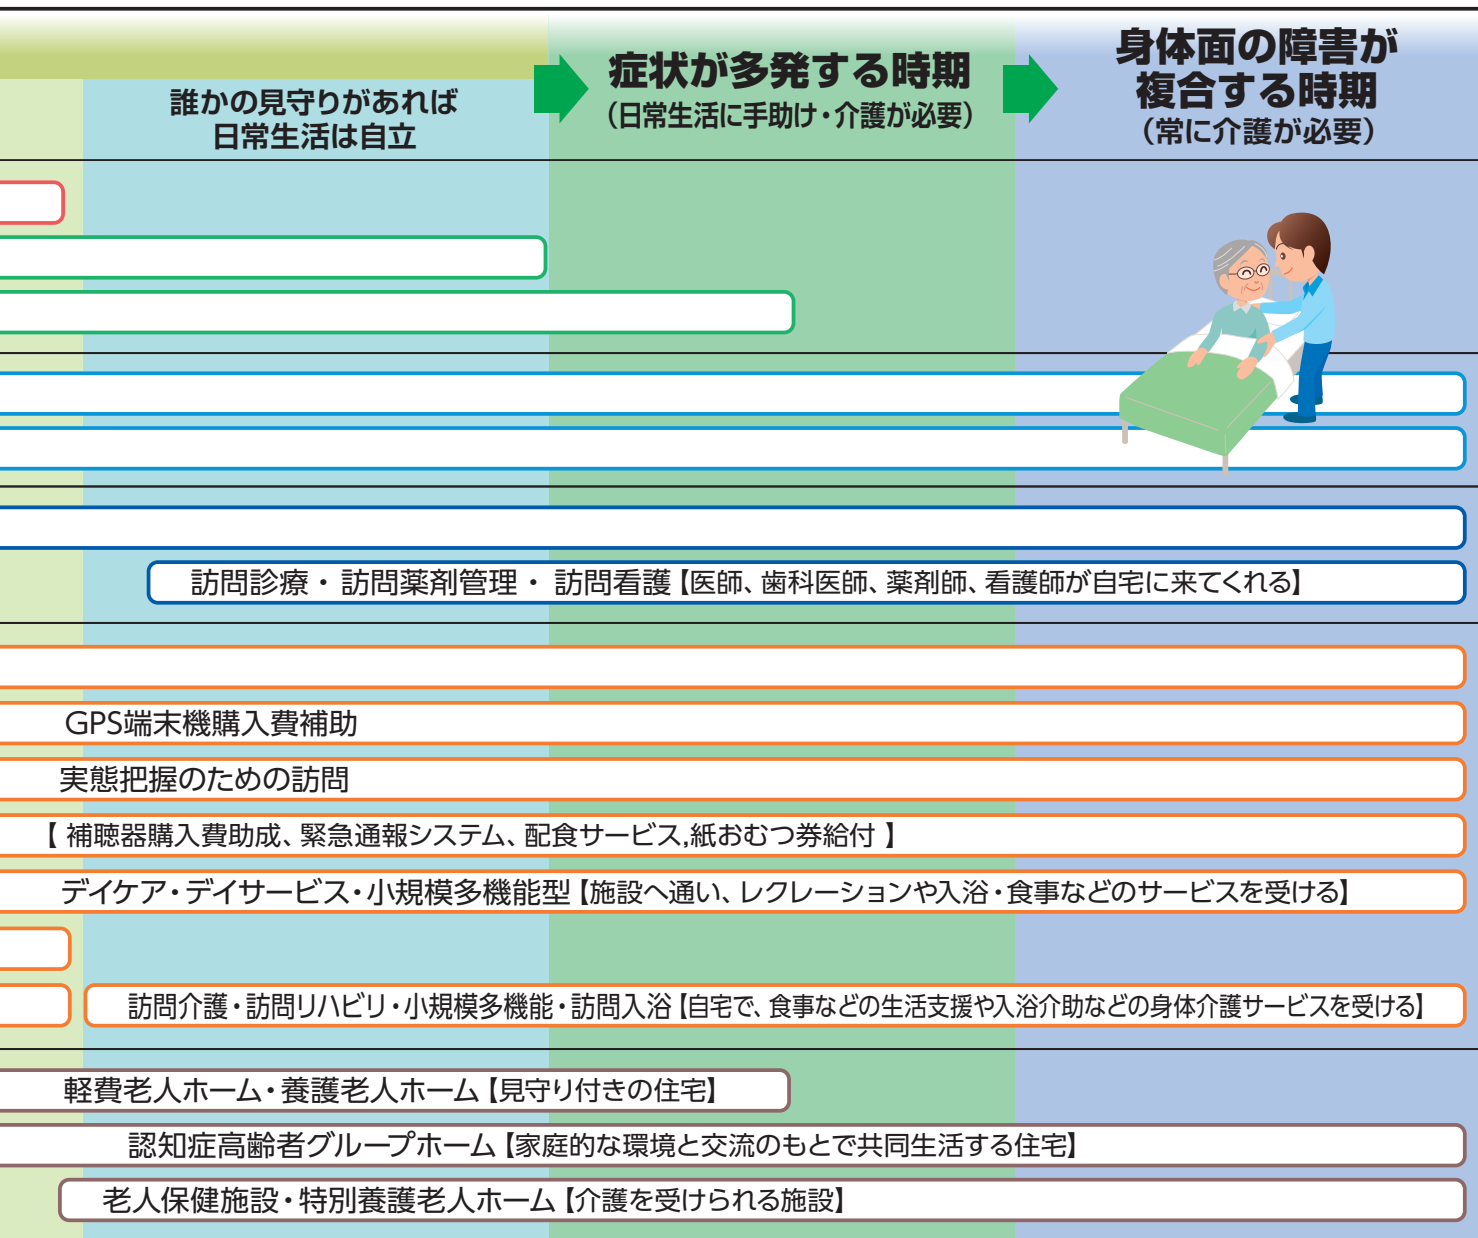 誰かの見守りがあれば
日常生活は自立
症状が多発する時期
(日常生活に手助け・介護が必要)
身体面の障害が
複合する時期
(常に介護が必要)
訪問診療・訪問薬剤管理・訪問看護【医師、歯科医師、薬剤師、看護師が自宅に来てくれる】
GPS端末機購入費補助
実態把握のための訪問
【 補聴器購入費助成、緊急通報システム、配食サービス,紙おむつ券給付 】
デイケア・デイサービス・小規模多機能型【施設へ通い、レクレーションや入浴・食事などのサービスを受ける】
訪問介護・訪問リハビリ・小規模多機能・訪問入浴【自宅で、食事などの生活支援や入浴介助などの身体介護サービスを受ける】
軽費老人ホーム・養護老人ホーム【見守り付きの住宅】
認知症高齢者グループホーム【家庭的な環境と交流のもとで共同生活する住宅】
老人保健施設・特別養護老人ホーム【介護を受けられる施設】